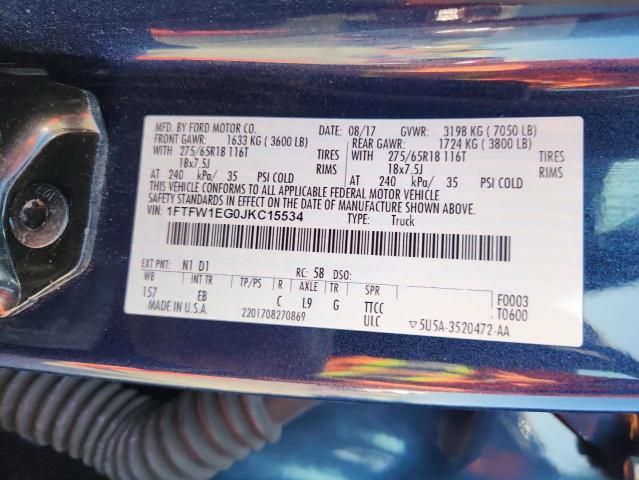 MFD. BY FORD MOTOR CO. DATE: 08/17 GVWR: 3198 KG ( 7050 LB)
FRONT GAWR: 1633 KG ( 3600 LB) REAR GAWR: 1724 KG ( 3800 LB)
WITH 275/65R18 116T TIRES WITH 275/65R18 116T TIRES
18x7.5J RIMS 18x7.5J RIMS
AT 240 kPa/ 35 PSI COLD AT 240 kPa/ 35 PSI COLD
THIS VEHICLE CONFORMS TO ALL APPLICABLE FEDERAL MOTOR VEHICLE
SAFETY STANDARDS IN EFFECT ON THE DATE OF MANUFACTURE SHOWN ABOVE.
VIN: 1FTFW1EG0JKC15534 TYPE: Truck
EXT PNT: N1 D1 RC: 58 DSO:
WB INT TR TP/PS R AXLE TR SPR
157 EB C L9 G TTCC F0003
MADE IN U.S.A. 2201708270869 ULC T0600
▽5U5A-3520472-AA